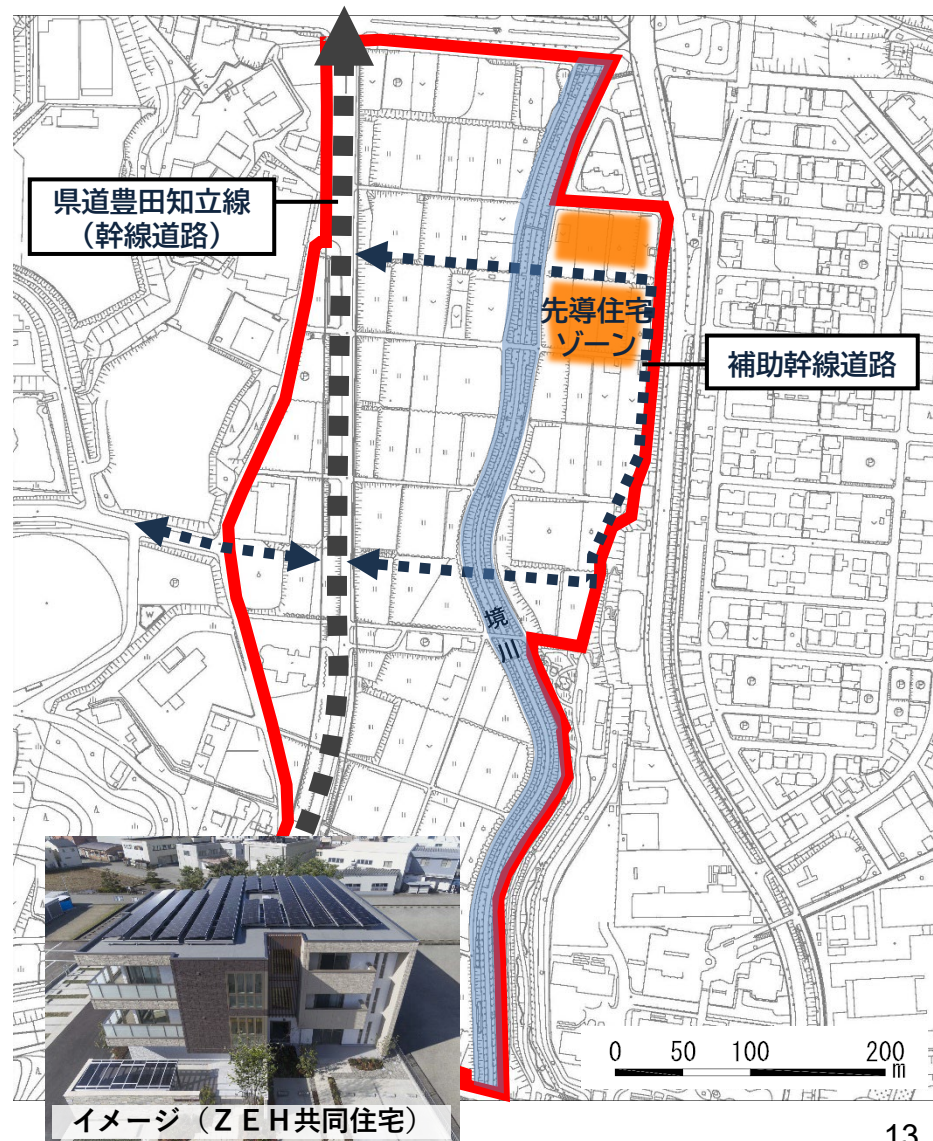 県道豊田知立線
（幹線道路）
先導住宅
ゾーン
補助幹線道路
境
川
0 50 100 200
m
イメージ（ＺＥＨ共同住宅）
13